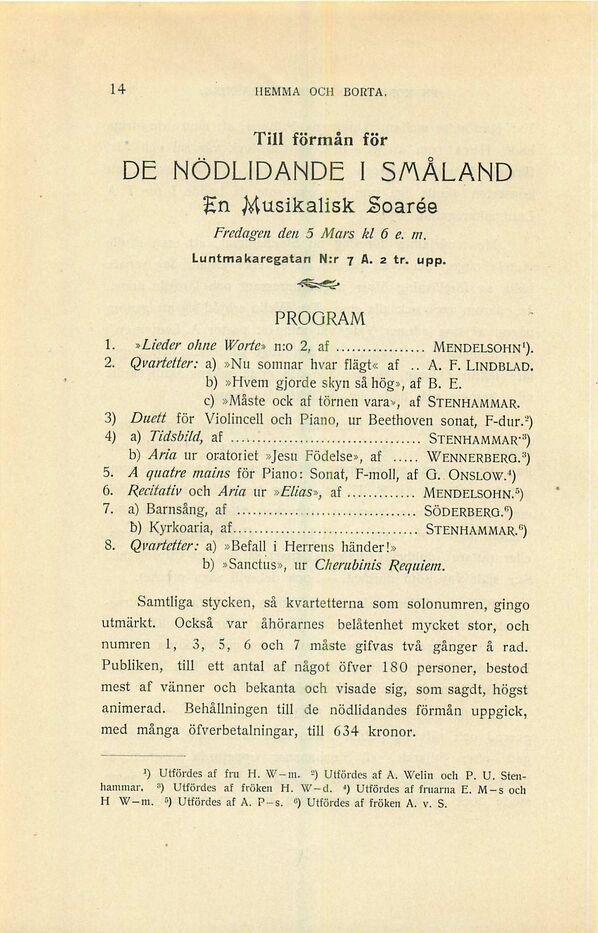 14 HEMMA OCH BORTA.
Till förmån för
DE NÖDLIDANDE I SMÅLAND
En Musikalisk Soarée
Fredagen den 5 Mars kl 6 e. m.
Luntmakaregatan N:r 7 A. 2 tr. upp.
PROGRAM
1. »Lieder ohne Worte» n:o 2, af ................ MENDELSOHN¹).
2. Qvartetter: a) »Nu somnar hvar flägt« af .. A. F. LINDBLAD.
b) »Hvem gjorde skyn så hög», af B. E.
c) »Måste ock af törnen vara», af STENHAMMAR.
3) Duett för Violincell och Piano, ur Beethoven sonat, F-dur.²)
4) a) Tidsbild, af ................................. STENHAMMAR·³)
b) Aria ur oratoriet »Jesu Födelse», af ..... WENNERBERG.³)
5. A quatre mains för Piano: Sonat, F-moll, af G. ONSLOW.⁴)
6. Recitativ och Aria ur »Elias», af ............ MENDELSOHN.⁵)
7. a) Barnsång, af ................................ SÖDERBERG.⁶)
b) Kyrkoaria, af................................ STENHAMMAR.⁶)
8. Qvartetter: a) »Befall i Herrens händer!»
b) »Sanctus», ur Cherubinis Requiem.
Samtliga stycken, så kvartetterna som solonumren, gingo
utmärkt. Också var åhörarnes belåtenhet mycket stor, och
numren 1, 3, 5, 6 och 7 måste gifvas två gånger å rad.
Publiken, till ett antal af något öfver 180 personer, bestod
mest af vänner och bekanta och visade sig, som sagdt, högst
animerad. Behållningen till de nödlidandes förmån uppgick,
med många öfverbetalningar, till 634 kronor.
¹) Utfördes af fru H. W—m. ²) Utfördes af A. Welin och P. U. Sten-
hammar. ³) Utfördes af fröken H. W—d. ⁴) Utfördes af fruarna E. M—s och
H W—m. ⁵) Utfördes af A. P—s. ⁶) Utfördes af fröken A. v. S.